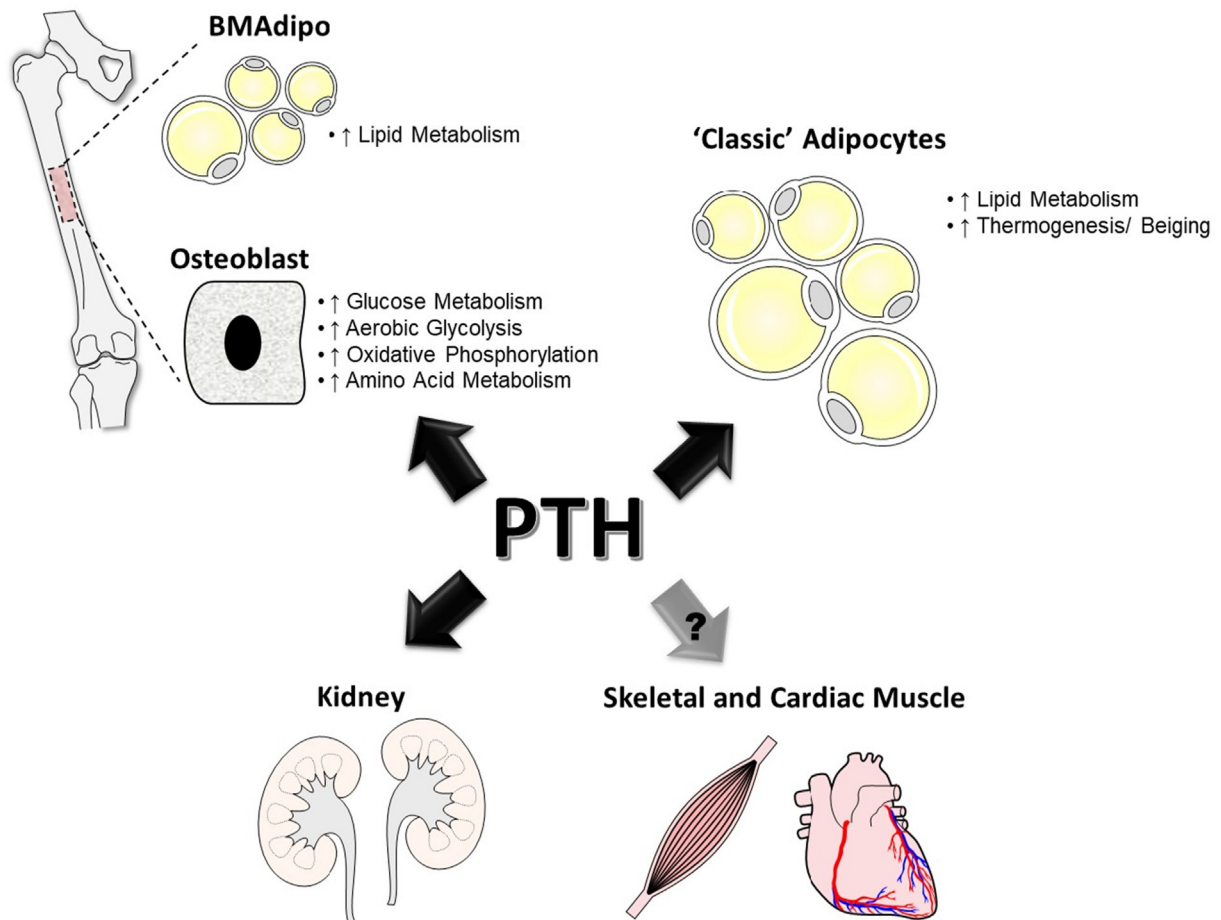 BMAdipo
• ↑ Lipid Metabolism
Osteoblast
• ↑ Glucose Metabolism
• ↑ Aerobic Glycolysis
• ↑ Oxidative Phosphorylation
• ↑ Amino Acid Metabolism
‘Classic’ Adipocytes
• ↑ Lipid Metabolism
• ↑ Thermogenesis/ Beiging
PTH
?
Kidney
Skeletal and Cardiac Muscle